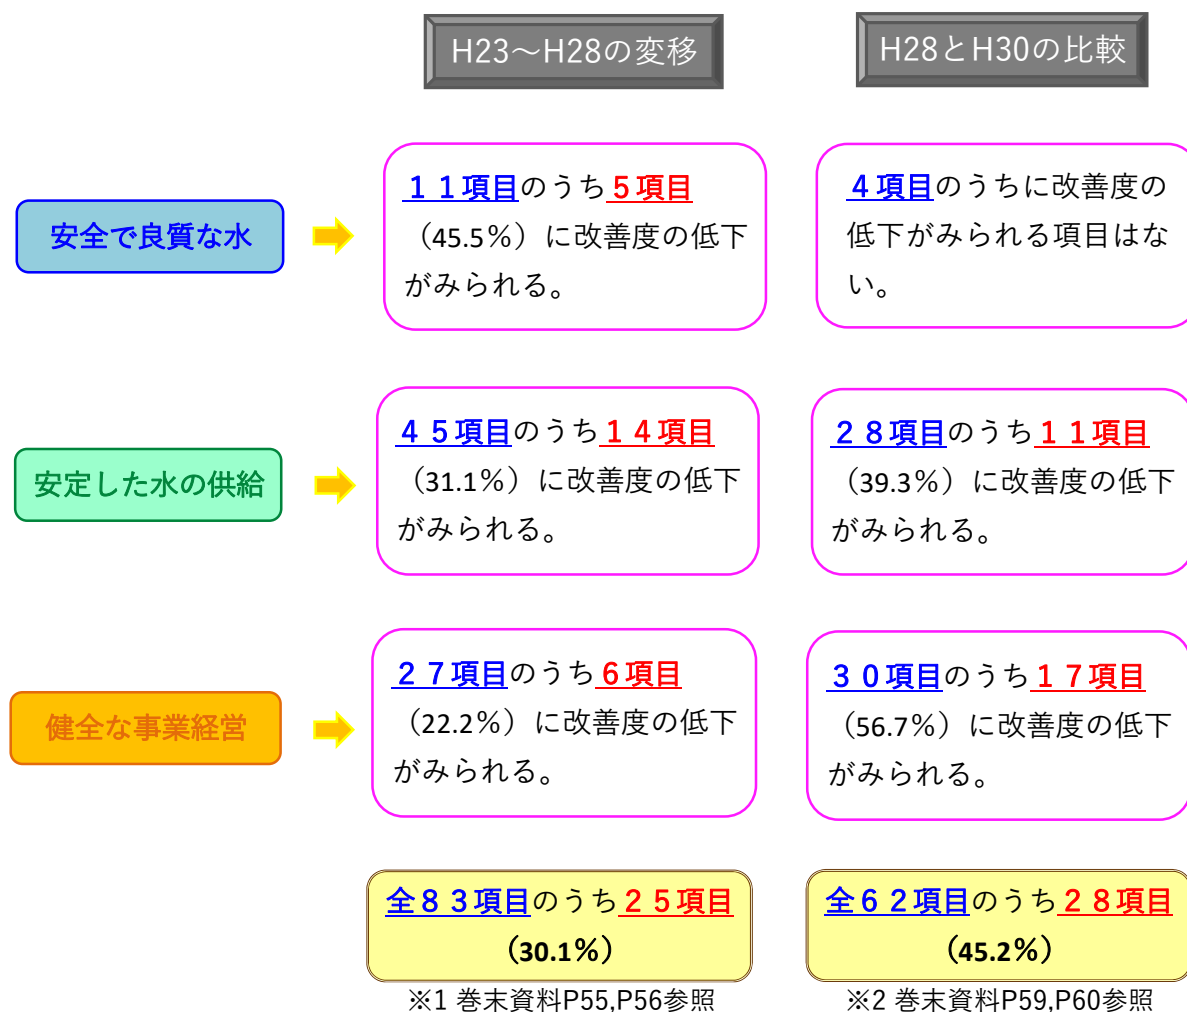 H23～H28の変移
H28とH30の比較
安全で良質な水
１１項目のうち５項目
（45.5％）に改善度の低下
がみられる。
４項目のうちに改善度の
低下がみられる項目はな
い。
安定した水の供給
４５項目のうち１４項目
（31.1％）に改善度の低下
がみられる。
２８項目のうち１１項目
（39.3％）に改善度の低下
がみられる。
健全な事業経営
２７項目のうち６項目
（22.2％）に改善度の低下
がみられる。
３０項目のうち１７項目
（56.7％）に改善度の低下
がみられる。
全８３項目のうち２５項目
（30.1％）
※1 巻末資料P55,P56参照
全６２項目のうち２８項目
（45.2％）
※2 巻末資料P59,P60参照